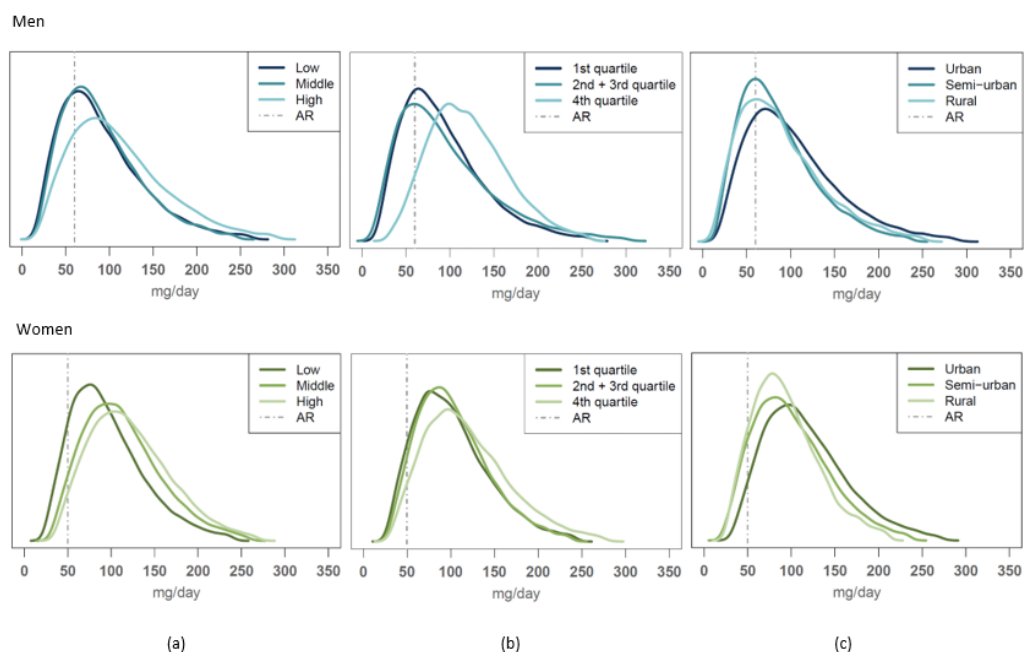 Men
Low
Middle
High
AR
0 50 100 150 200 250 300 350
mg/day
1st quartile
2nd + 3rd quartile
4th quartile
AR
0 50 100 150 200 250 300 350
mg/day
Urban
Semi−urban
Rural
AR
0 50 100 150 200 250 300 350
mg/day
Women
Low
Middle
High
AR
0 50 100 150 200 250 300 350
mg/day
1st quartile
2nd + 3rd quartile
4th quartile
AR
0 50 100 150 200 250 300 350
mg/day
Urban
Semi−urban
Rural
AR
0 50 100 150 200 250 300 350
mg/day
(a) (b) (c)